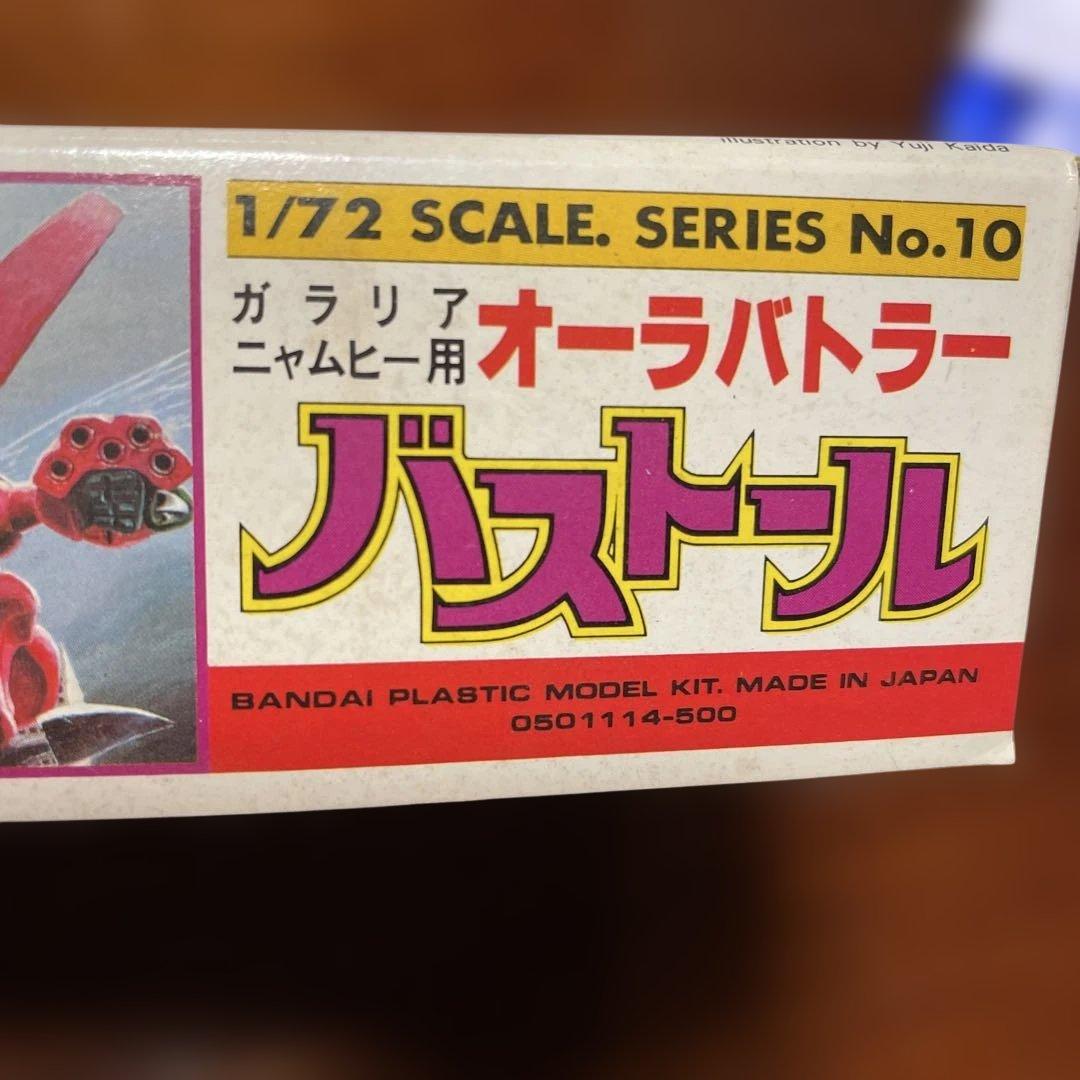 Illustration by Yuji Kaida
1/72 SCALE. SERIES No.10
ガラリア
ニャムヒー用
オーラバトラー
バストール
BANDAI PLASTIC MODEL KIT. MADE IN JAPAN
0501114-500